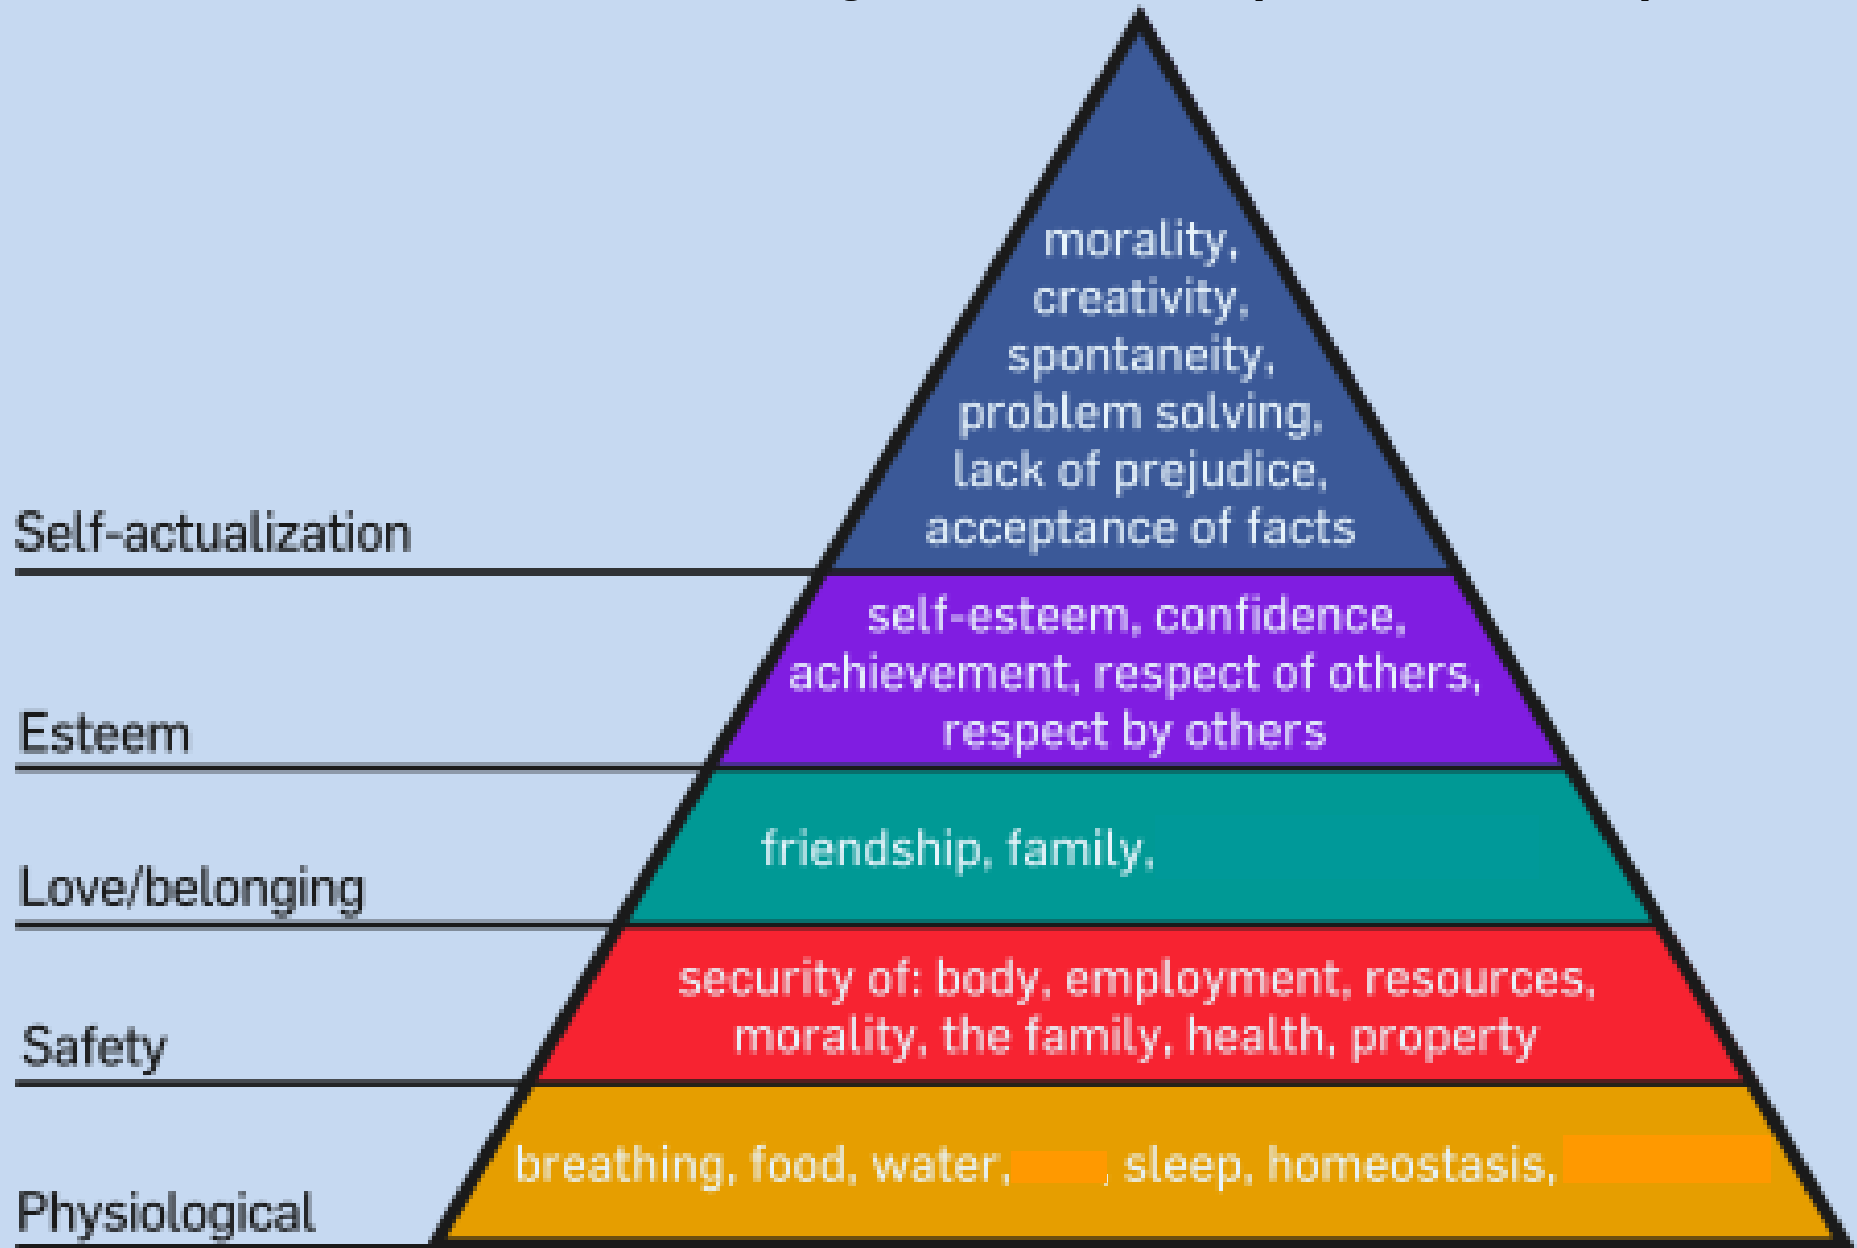 morality,
creativity,
spontaneity,
problem solving,
lack of prejudice,
acceptance of facts
Self-actualization
self-esteem, confidence,
achievement, respect of others,
respect by others
Esteem
friendship, family,
Love/belonging
security of: body, employment, resources,
morality, the family, health, property
Safety
breathing, food, water, , sleep, homeostasis,
Physiological